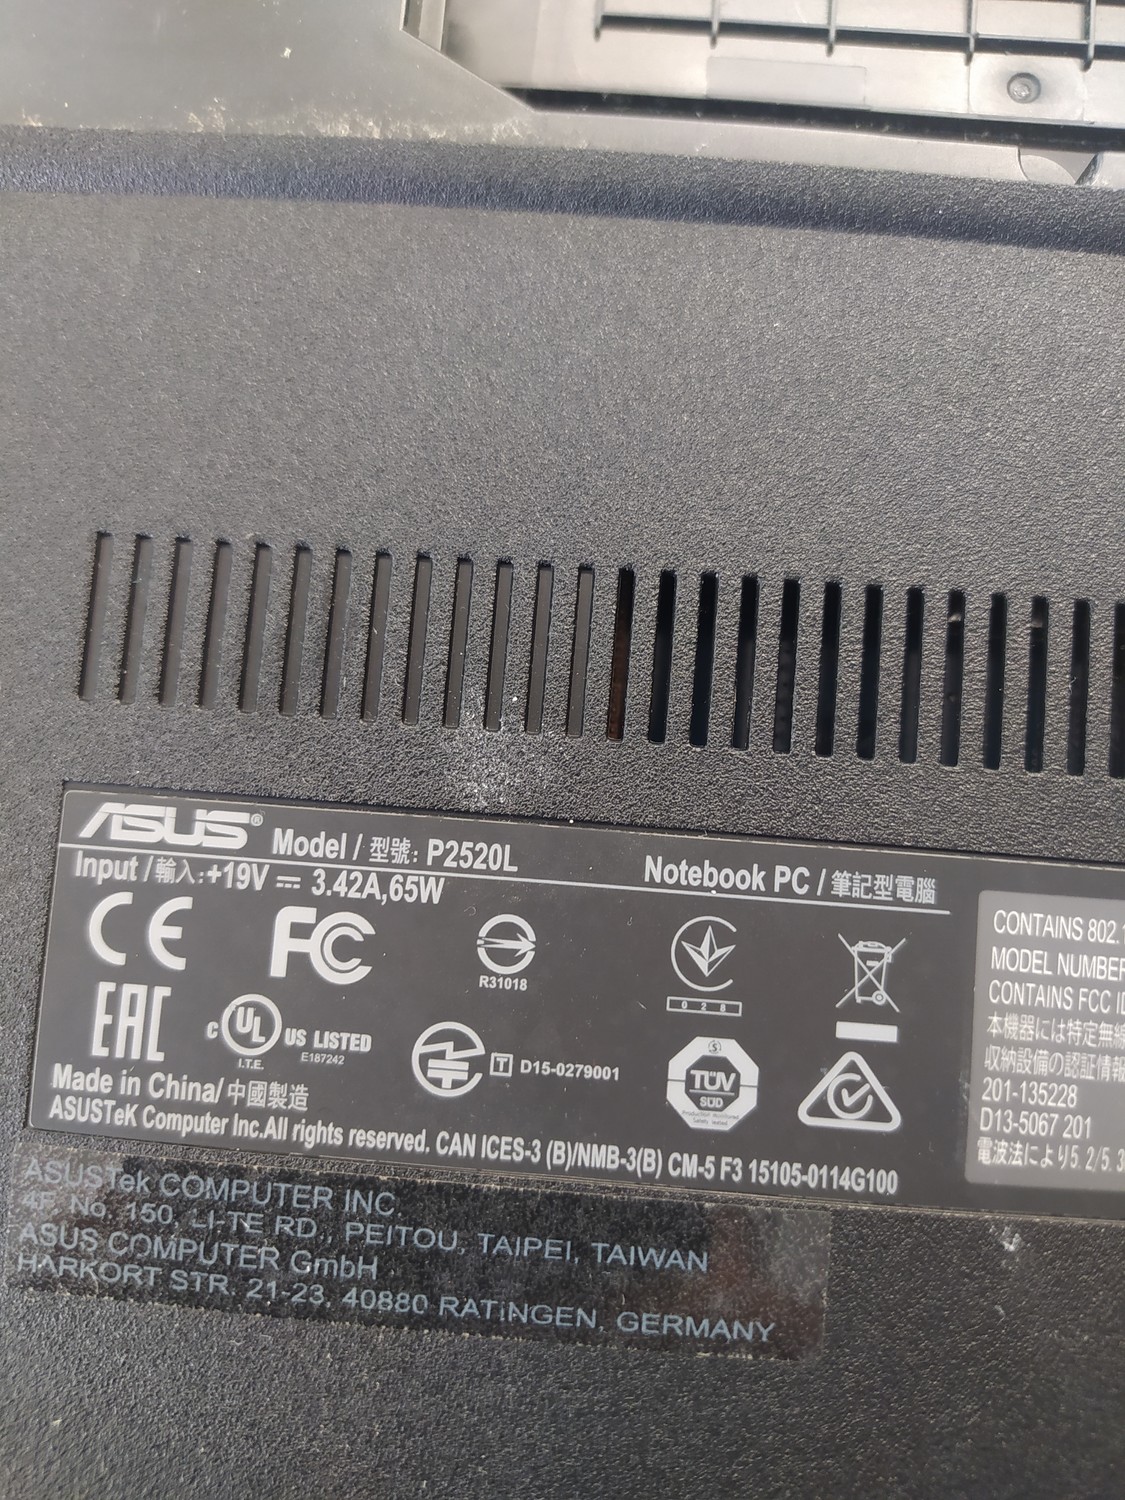 ASUS® Model / 型號: P2520L
Notebook PC / 筆記型電腦
Input / 輸入: +19V ⎓ 3.42A,65W
CE FC
R31018
028
EAC
c UL US LISTED
I.T.E. E187242
T D15-0279001
TÜV
SÜD
Production monitored
Safety tested
Made in China/ 中國製造
ASUSTeK Computer Inc.All rights reserved. CAN ICES-3 (B)/NMB-3(B) CM-5 F3 15105-0114G100
CONTAINS 802.1
MODEL NUMBER
CONTAINS FCC ID
本機器には特定無線
収納設備の認証情報
201-135228
D13-5067 201
電波法により5.2/5.3
ASUSTek COMPUTER INC.
4F, No. 150, LI-TE RD., PEITOU, TAIPEI, TAIWAN
ASUS COMPUTER GmbH
HARKORT STR. 21-23, 40880 RATINGEN, GERMANY